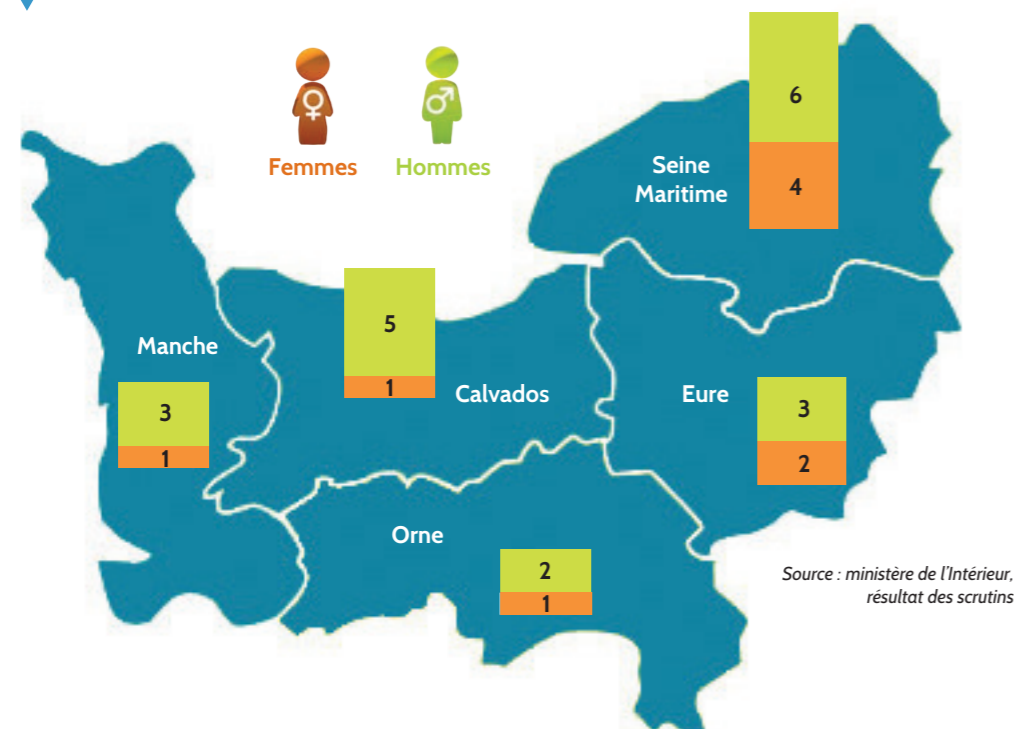 Femmes
Hommes
6
Seine
Maritime
4
5
Manche
1
Calvados
Eure
3
3
1
2
Orne
2
1
Source : ministère de l'Intérieur,
résultat des scrutins